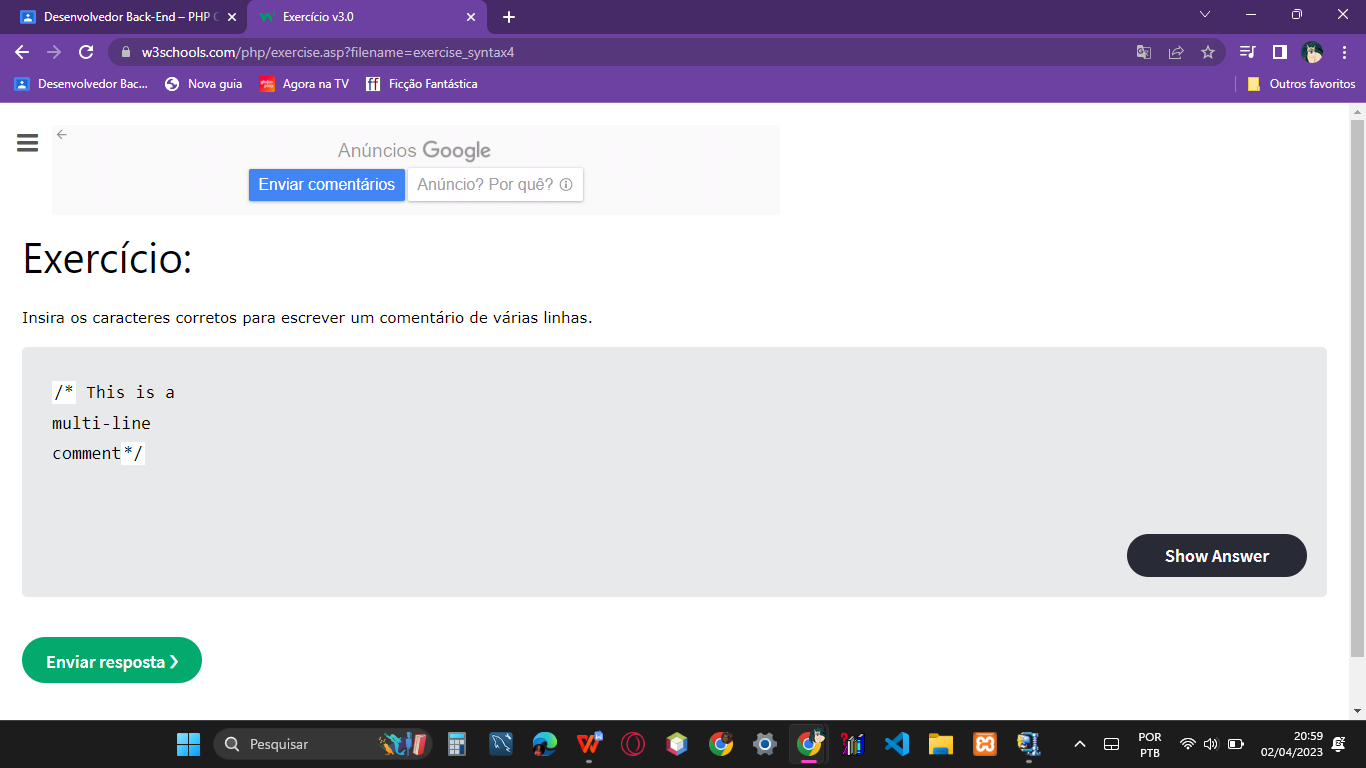 Desenvolvedor Back-End – PHP C
Exercício v3.0
w3schools.com/php/exercise.asp?filename=exercise_syntax4
Desenvolvedor Bac...
Nova guia
Agora na TV
ff Ficção Fantástica
Outros favoritos
Anúncios Google
Enviar comentários
Anúncio? Por quê?
Exercício:
Insira os caracteres corretos para escrever um comentário de várias linhas.
/* This is a
multi-line
comment*/
Show Answer
Enviar resposta ❯
Pesquisar
POR
PTB
20:59
02/04/2023